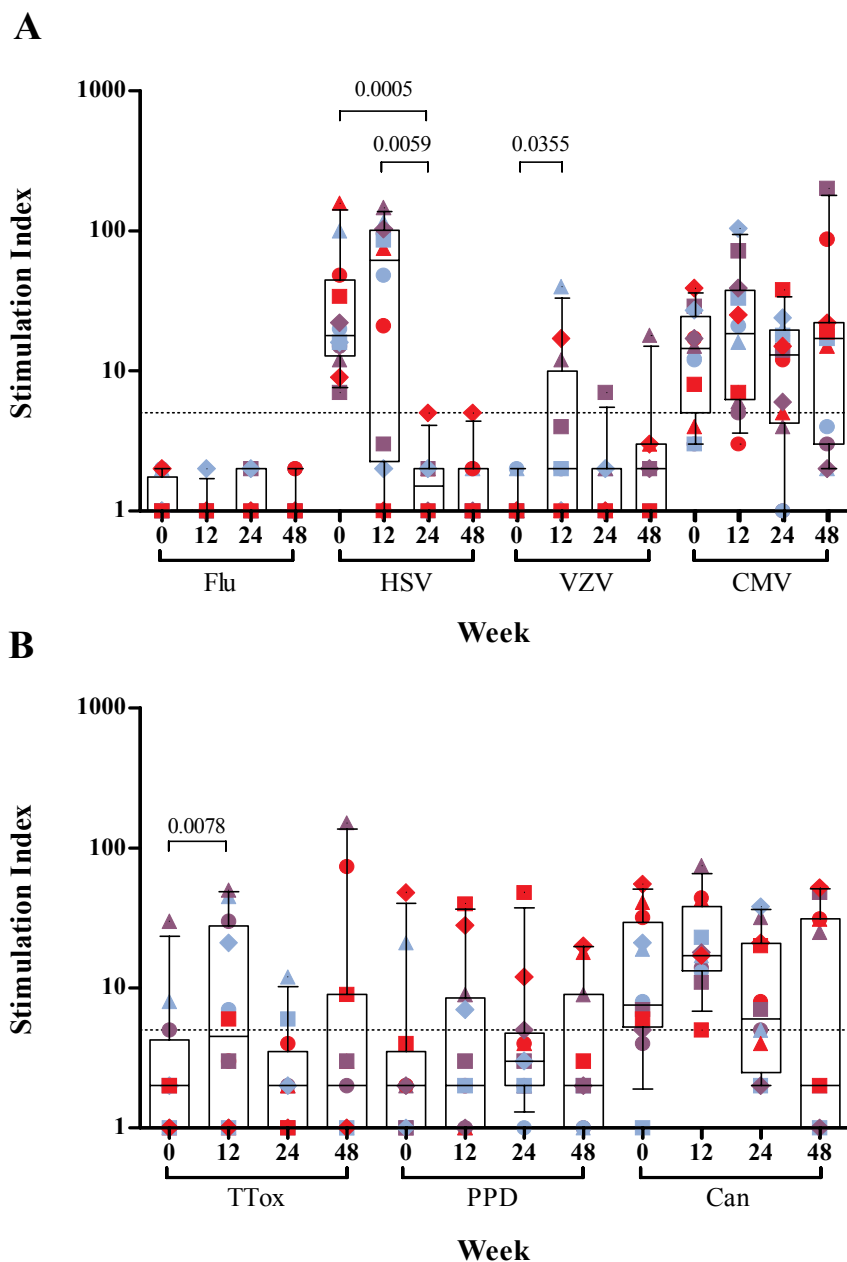 A
1000
0.0005
0.0059
0.0355
100
10
1
Stimulation Index
0 12 24 48 0 12 24 48 0 12 24 48 0 12 24 48
Flu HSV VZV CMV
Week
B
1000
0.0078
100
10
1
Stimulation Index
0 12 24 48 0 12 24 48 0 12 24 48
TTox PPD Can
Week